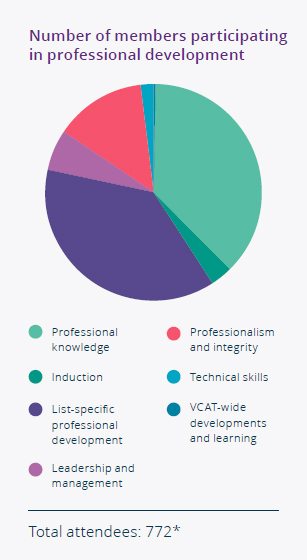 Number of members participating
in professional development
Professional
knowledge
Induction
List-specific
professional
development
Leadership and
management
Professionalism
and integrity
Technical skills
VCAT-wide
developments
and learning
Total attendees: 772*